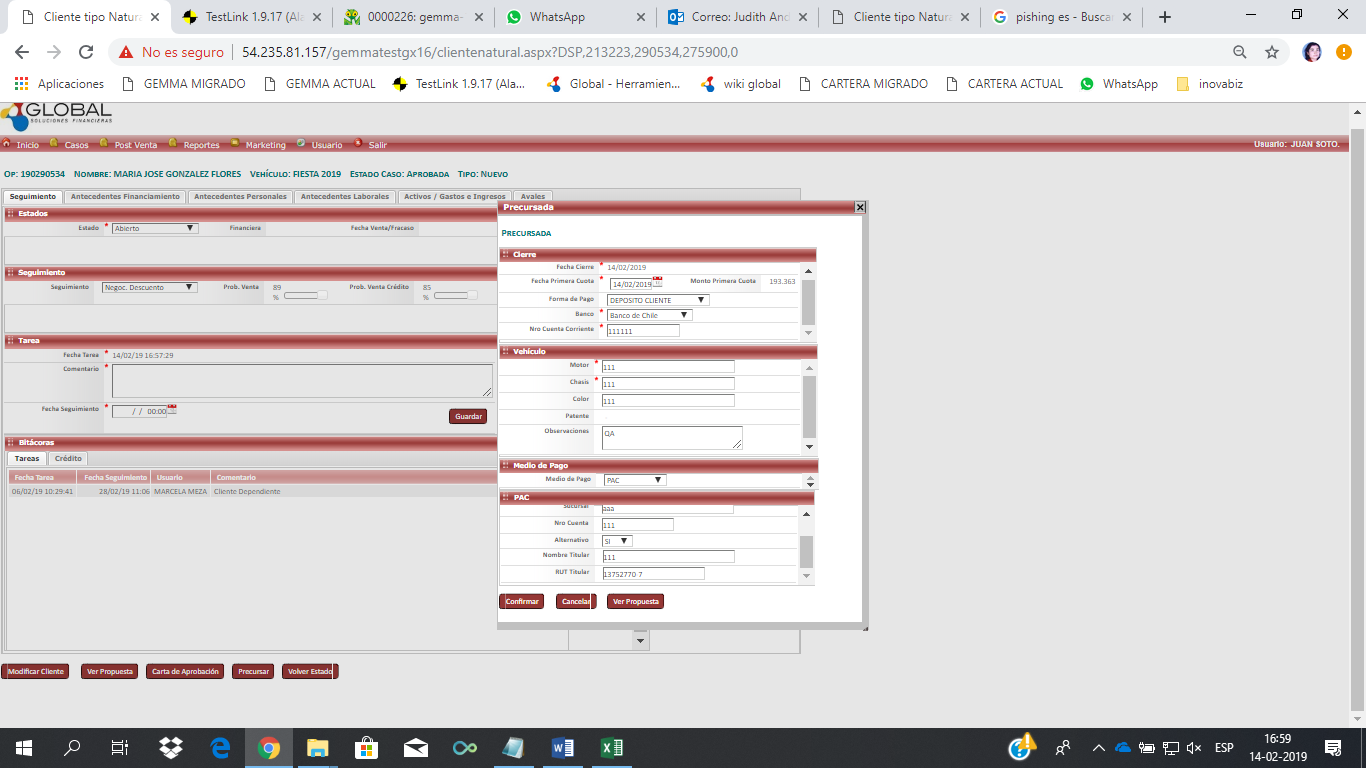 Cliente tipo Natura
TestLink 1.9.17 (Ala
0000226: gemma-
WhatsApp
Correo: Judith And
Cliente tipo Natura
pishing es - Buscar
No es seguro | 54.235.81.157/gemmatestgx16/clientenatural.aspx?DSP,213223,290534,275900,0
Aplicaciones
GEMMA MIGRADO
GEMMA ACTUAL
TestLink 1.9.17 (Ala...
Global - Herramien...
wiki global
CARTERA MIGRADO
CARTERA ACTUAL
WhatsApp
inovabiz
GLOBAL
SOLUCIONES FINANCIERAS
Inicio Casos Post Venta Reportes Marketing Usuario Salir
Usuario: JUAN SOTO.
OP: 190290534 NOMBRE: MARIA JOSE GONZALEZ FLORES VEHÍCULO: FIESTA 2019 ESTADO CASO: APROBADA TIPO: NUEVO
Seguimiento Antecedentes Financiamiento Antecedentes Personales Antecedentes Laborales Activos / Gastos e Ingresos Avales
Estados
Estado * Abierto Financiera Fecha Venta/Fracaso
Seguimiento
Seguimiento Negoc. Descuento Prob. Venta 89 % Prob. Venta Crédito 85 %
Tarea
Fecha Tarea * 14/02/19 16:57:29
Comentario *
Fecha Seguimiento * / / 00:00
Guardar
Bitácoras
Tareas Crédito
Fecha Tarea Fecha Seguimiento Usuario Comentario
06/02/19 10:29:41 28/02/19 11:06 MARCELA MEZA Cliente Dependiente
Modificar Cliente Ver Propuesta Carta de Aprobación Precursar Volver Estado
Precursada
PRECURSADA
Cierre
Fecha Cierre * 14/02/2019
Fecha Primera Cuota * 14/02/2019 Monto Primera Cuota 193.363
Forma de Pago DEPOSITO CLIENTE
Banco * Banco de Chile
Nro Cuenta Corriente * 111111
Vehículo
Motor * 111
Chasis * 111
Color 111
Patente
Observaciones QA
Medio de Pago
Medio de Pago PAC
PAC
Sucursal aaa
Nro Cuenta 111
Alternativo SI
Nombre Titular 111
RUT Titular 13752770-7
Confirmar Cancelar Ver Propuesta
ESP
16:59
14-02-2019